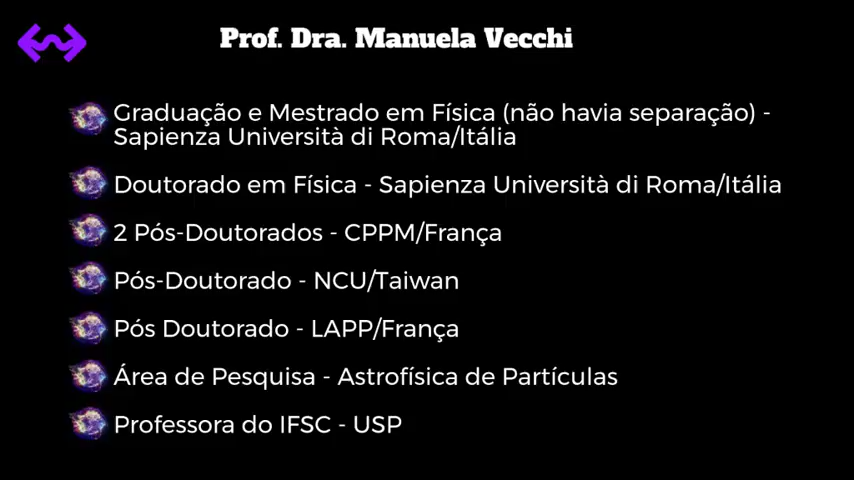 Prof. Dra. Manuela Vecchi
Graduação e Mestrado em Física (não havia separação) -
Sapienza Università di Roma/Itália
Doutorado em Física - Sapienza Università di Roma/Itália
2 Pós-Doutorados - CPPM/França
Pós-Doutorado - NCU/Taiwan
Pós Doutorado - LAPP/França
Área de Pesquisa - Astrofísica de Partículas
Professora do IFSC - USP